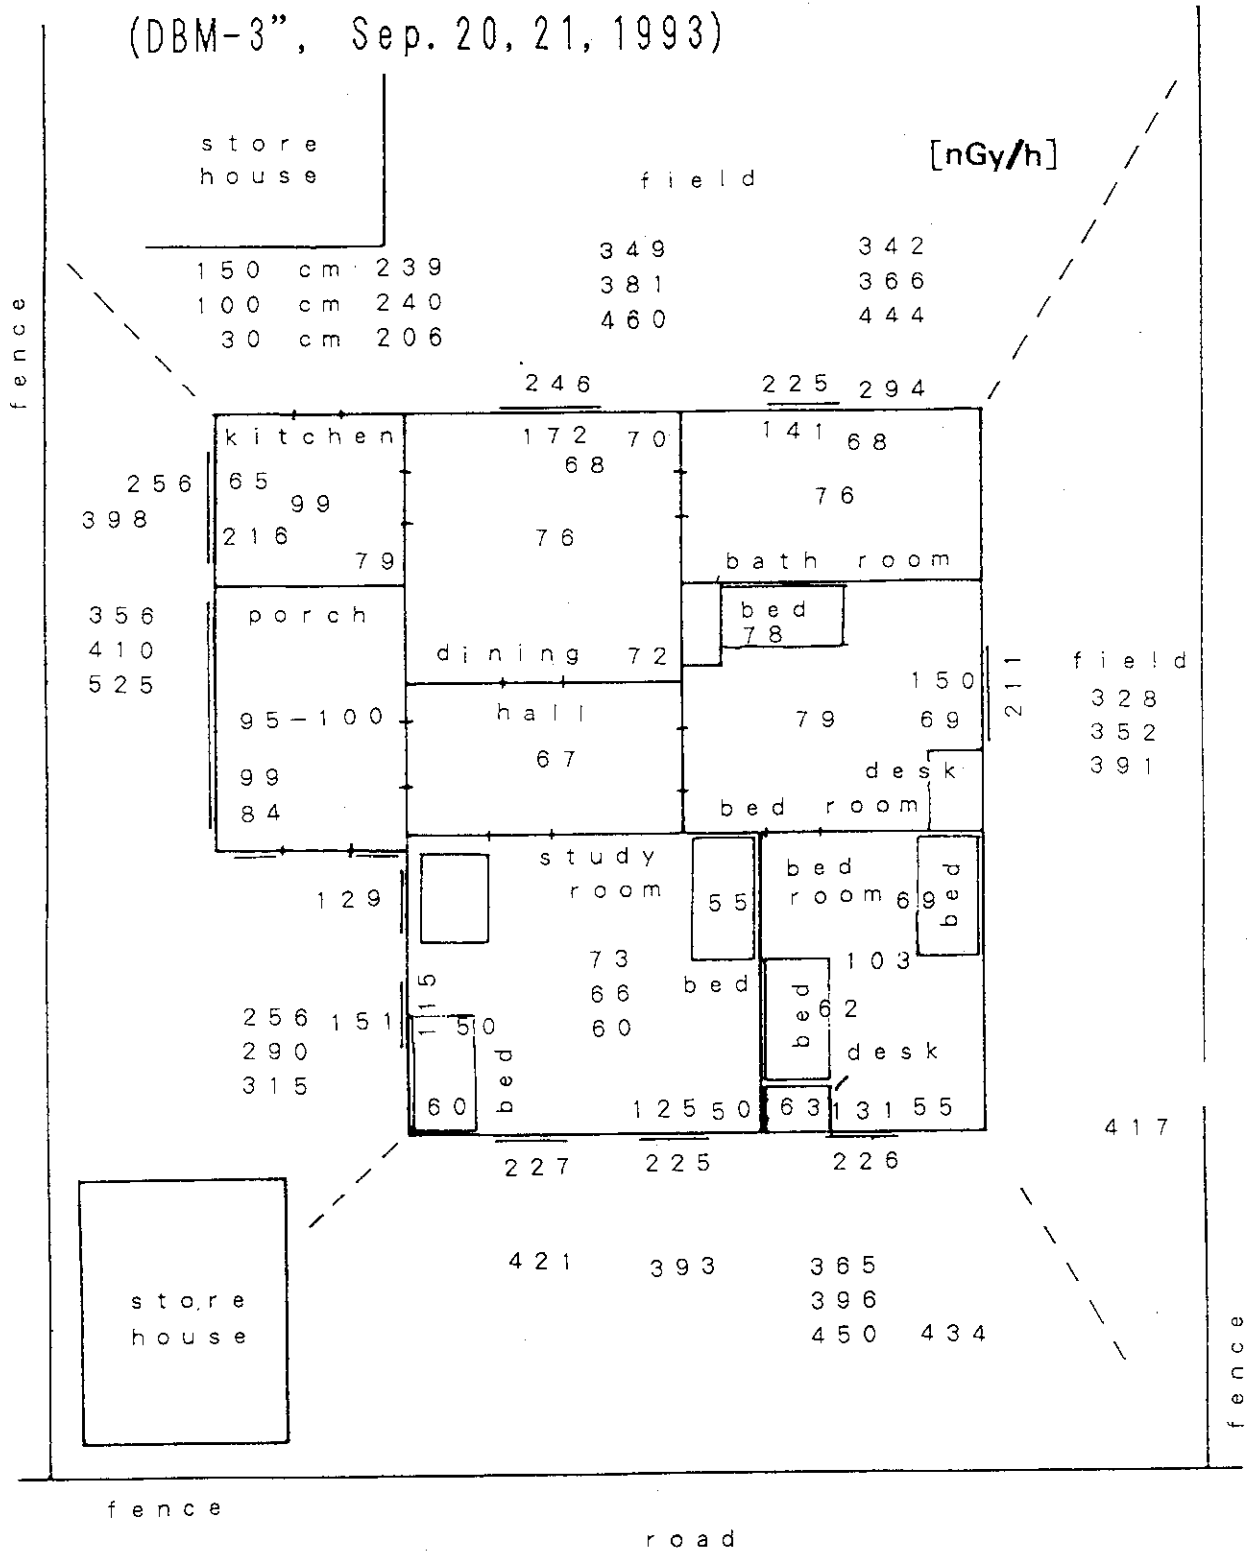 (DBM-3”, Sep. 20, 21, 1993)
store
house
[nGy/h]
field
150 cm 239
100 cm 240
30 cm 206
349
381
460
342
366
444
fence
246
225 294
kitchen
65
99
216
79
172 70
68
76
dining 72
141 68
76
bath room
256
398
356
410
525
porch
95-100
99
84
hall
67
bed
78
150
79 69
desk
bed room
211
field
328
352
391
study
room
55
bed
73
66
60
129
115
151
50
bed
60
125 50
256
290
315
bed
room 69
bed
103
bed
62
desk
63 131 55
227
225
226
417
421
393
365
396
450 434
store
house
fence
fence
road